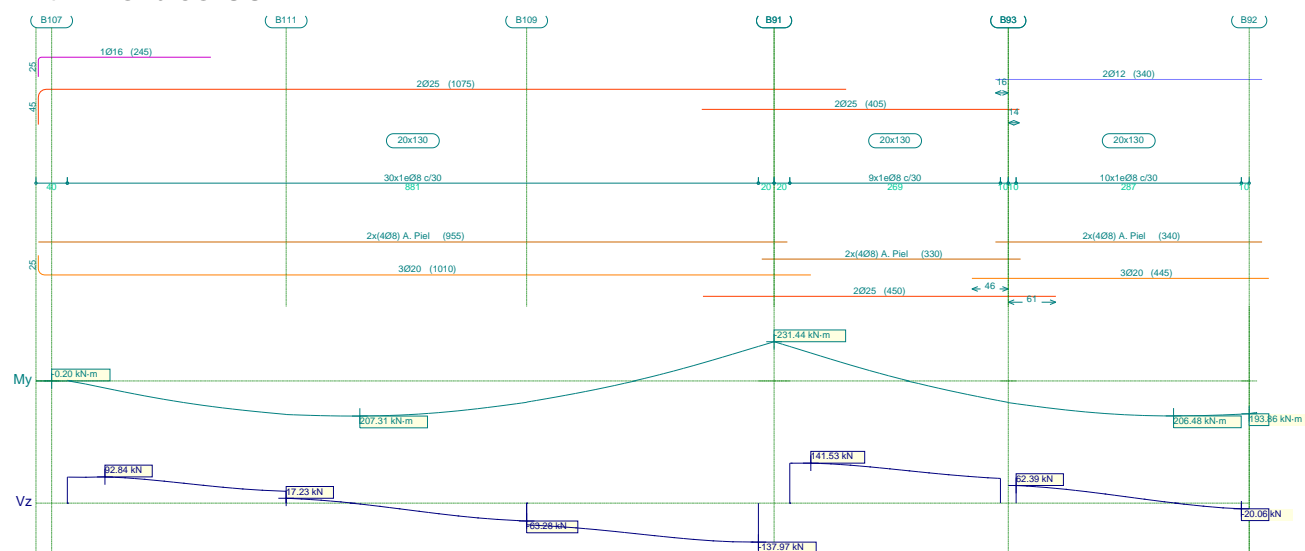 B107 B111 B109 B91 B93 B92
1Ø16 (245)
25
2Ø12 (340)
2Ø25 (1075)
16
45
2Ø25 (405)
14
20x130 20x130 20x130
30x1eØ8 c/30 9x1eØ8 c/30 10x1eØ8 c/30
40 881 20 20 269 10 10 287 10
2x(4Ø8) A. Piel (955) 2x(4Ø8) A. Piel (340)
2x(4Ø8) A. Piel (330)
25
3Ø20 (1010) 3Ø20 (445)
46
2Ø25 (450)
61
-231.44 kN-m
My -0.20 kN-m
207.31 kN-m 206.48 kN-m 193.86 kN-m
141.53 kN
92.84 kN
62.39 kN
17.23 kN
Vz
-20.06 kN
-63.28 kN
-137.97 kN